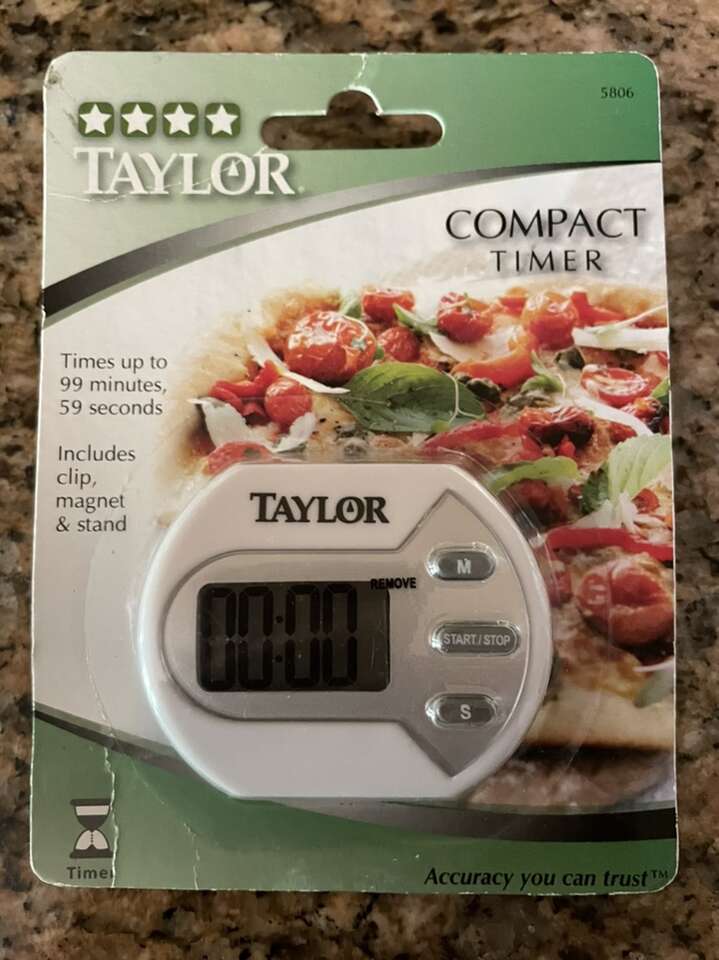 5806
TAYLOR
COMPACT
TIMER
Times up to
99 minutes,
59 seconds
Includes
clip,
magnet
& stand
TAYLOR
REMOVE
00:00
M
START/STOP
S
Timer
Accuracy you can trust™